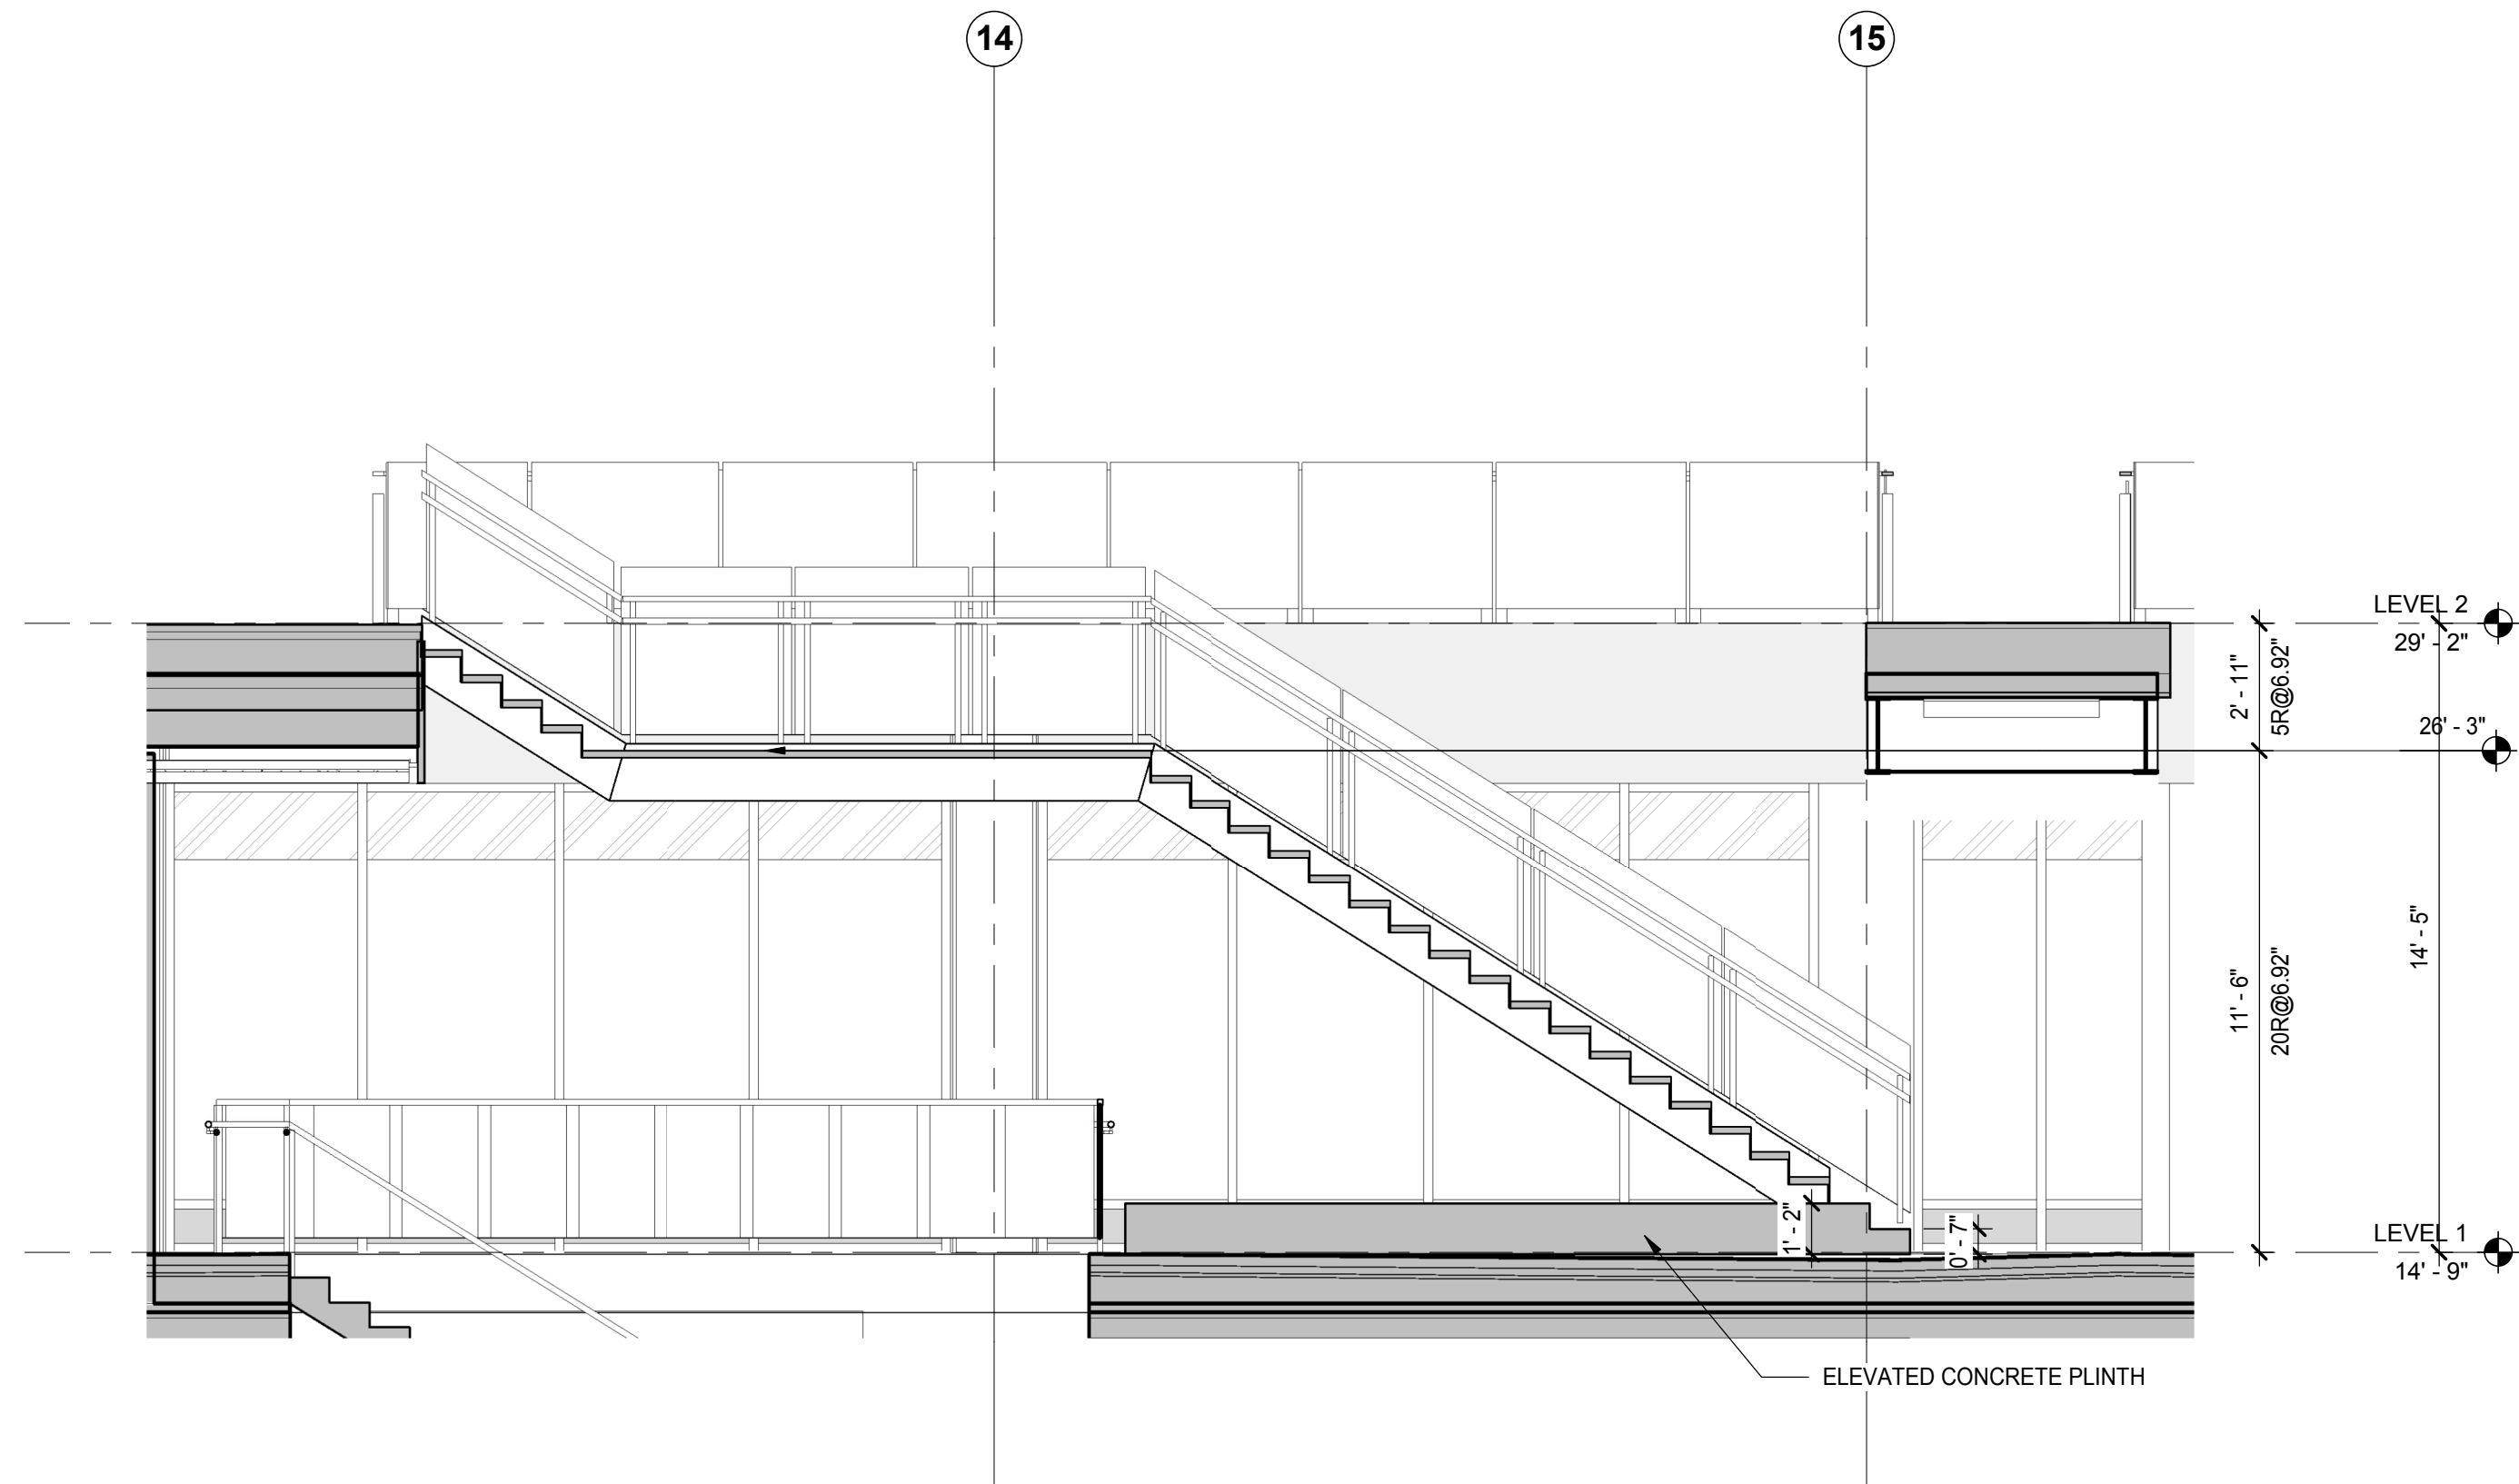 14
15
LEVEL 2
29' - 2"
2' - 11"
5R@6.92"
26' - 3"
14' - 5"
11' - 6"
20R@6.92"
1' - 2"
0' - 7"
LEVEL 1
14' - 9"
ELEVATED CONCRETE PLINTH